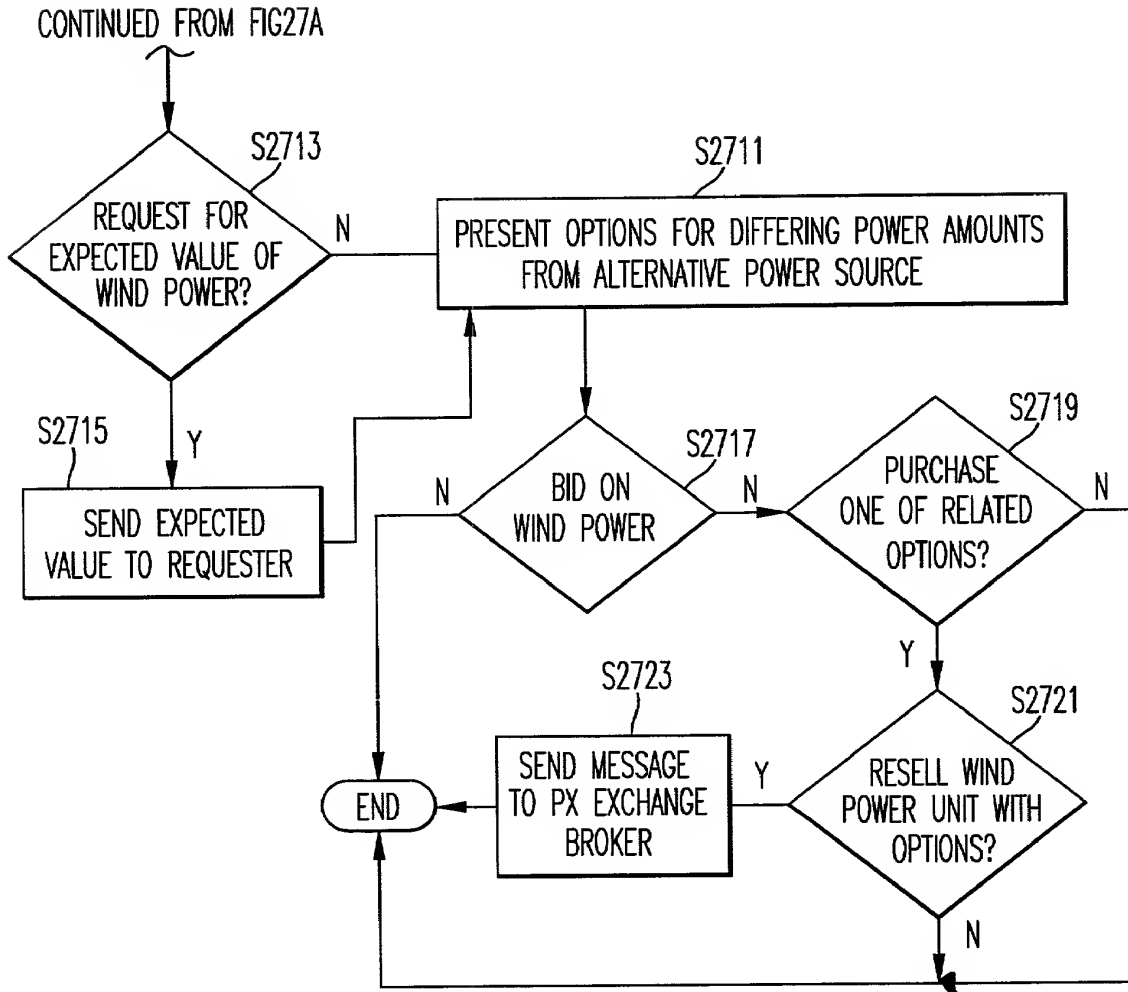 CONTINUED FROM FIG27A
S2713
REQUEST FOR
EXPECTED VALUE OF
WIND POWER?
N
Y
S2711
PRESENT OPTIONS FOR DIFFERING POWER AMOUNTS
FROM ALTERNATIVE POWER SOURCE
S2715
SEND EXPECTED
VALUE TO REQUESTER
N
S2717
BID ON
WIND POWER
N
S2719
PURCHASE
ONE OF RELATED
OPTIONS?
N
Y
S2721
RESELL WIND
POWER UNIT WITH
OPTIONS?
Y
N
S2723
SEND MESSAGE
TO PX EXCHANGE
BROKER
END